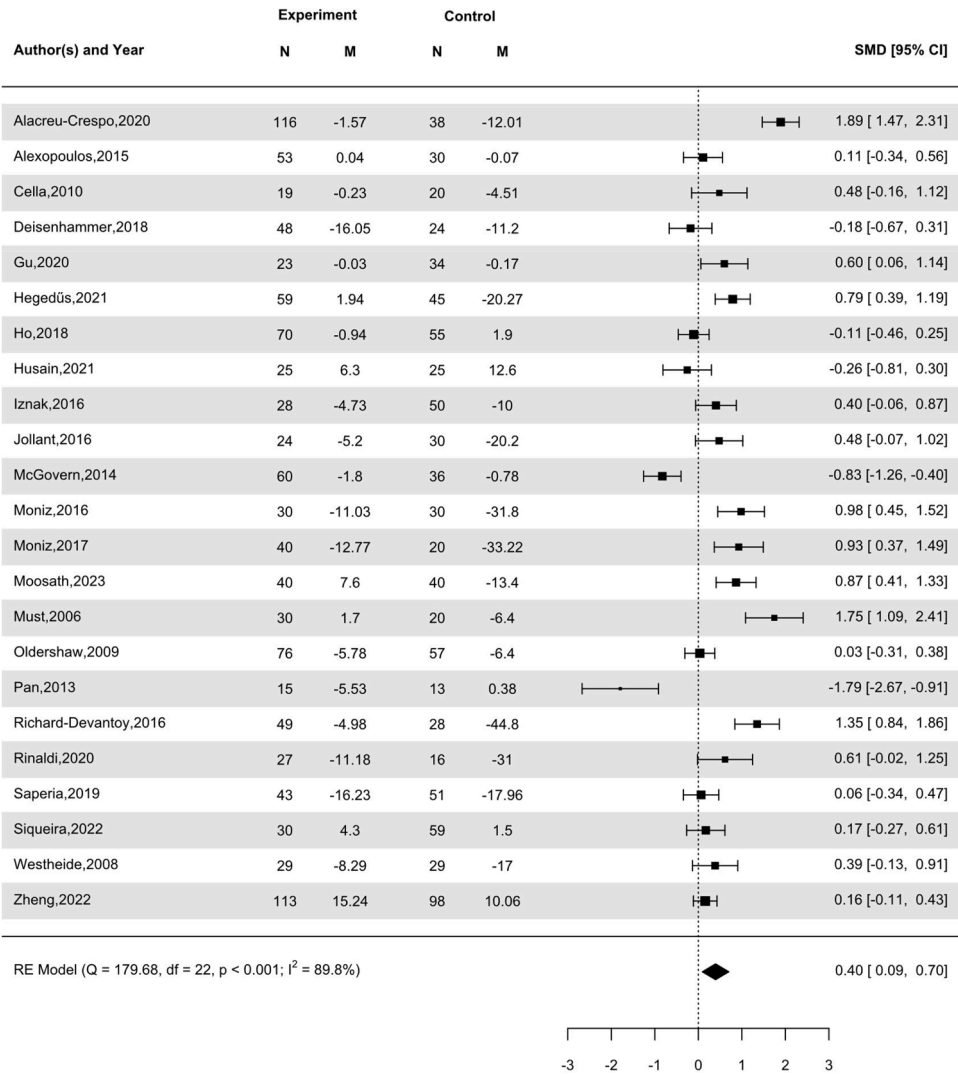 Experiment Control
Author(s) and Year N M N M SMD [95% CI]
Alacreu-Crespo,2020 116 -1.57 38 -12.01 1.89 [ 1.47, 2.31]
Alexopoulos,2015 53 0.04 30 -0.07 0.11 [-0.34, 0.56]
Cella,2010 19 -0.23 20 -4.51 0.48 [-0.16, 1.12]
Deisenhammer,2018 48 -16.05 24 -11.2 -0.18 [-0.67, 0.31]
Gu,2020 23 -0.03 34 -0.17 0.60 [ 0.06, 1.14]
Hegedűs,2021 59 1.94 45 -20.27 0.79 [ 0.39, 1.19]
Ho,2018 70 -0.94 55 1.9 -0.11 [-0.46, 0.25]
Husain,2021 25 6.3 25 12.6 -0.26 [-0.81, 0.30]
Iznak,2016 28 -4.73 50 -10 0.40 [-0.06, 0.87]
Jollant,2016 24 -5.2 30 -20.2 0.48 [-0.07, 1.02]
McGovern,2014 60 -1.8 36 -0.78 -0.83 [-1.26, -0.40]
Moniz,2016 30 -11.03 30 -31.8 0.98 [ 0.45, 1.52]
Moniz,2017 40 -12.77 20 -33.22 0.93 [ 0.37, 1.49]
Moosath,2023 40 7.6 40 -13.4 0.87 [ 0.41, 1.33]
Must,2006 30 1.7 20 -6.4 1.75 [ 1.09, 2.41]
Oldershaw,2009 76 -5.78 57 -6.4 0.03 [-0.31, 0.38]
Pan,2013 15 -5.53 13 0.38 -1.79 [-2.67, -0.91]
Richard-Devantoy,2016 49 -4.98 28 -44.8 1.35 [ 0.84, 1.86]
Rinaldi,2020 27 -11.18 16 -31 0.61 [-0.02, 1.25]
Saperia,2019 43 -16.23 51 -17.96 0.06 [-0.34, 0.47]
Siqueira,2022 30 4.3 59 1.5 0.17 [-0.27, 0.61]
Westheide,2008 29 -8.29 29 -17 0.39 [-0.13, 0.91]
Zheng,2022 113 15.24 98 10.06 0.16 [-0.11, 0.43]
RE Model (Q = 179.68, df = 22, p < 0.001; I² = 89.8%) 0.40 [ 0.09, 0.70]
-3 -2 -1 0 1 2 3